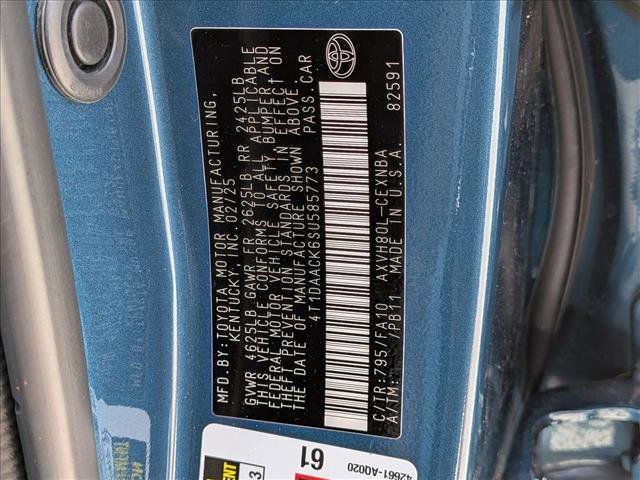 MFD.BY:TOYOTA MOTOR MANUFACTURING,
KENTUCKY, INC. 02/25
GVWR 4625LB GAWR FR 2625LB RR 2425LB
THIS VEHICLE CONFORMS TO ALL APPLICABLE
FEDERAL MOTOR VEHICLE SAFETY, BUMPER AND
THEFT PREVENTION STANDARDS IN EFFECT ON
THE DATE OF MANUFACTURE SHOWN ABOVE.
4T1DAACK6SU585773 PASS.CAR
C/TR:795/FA10 AXVH80L-CEXNBA
A/TM: /PB11 MADE IN U.S.A. 82591
42661-AQ020
61
3